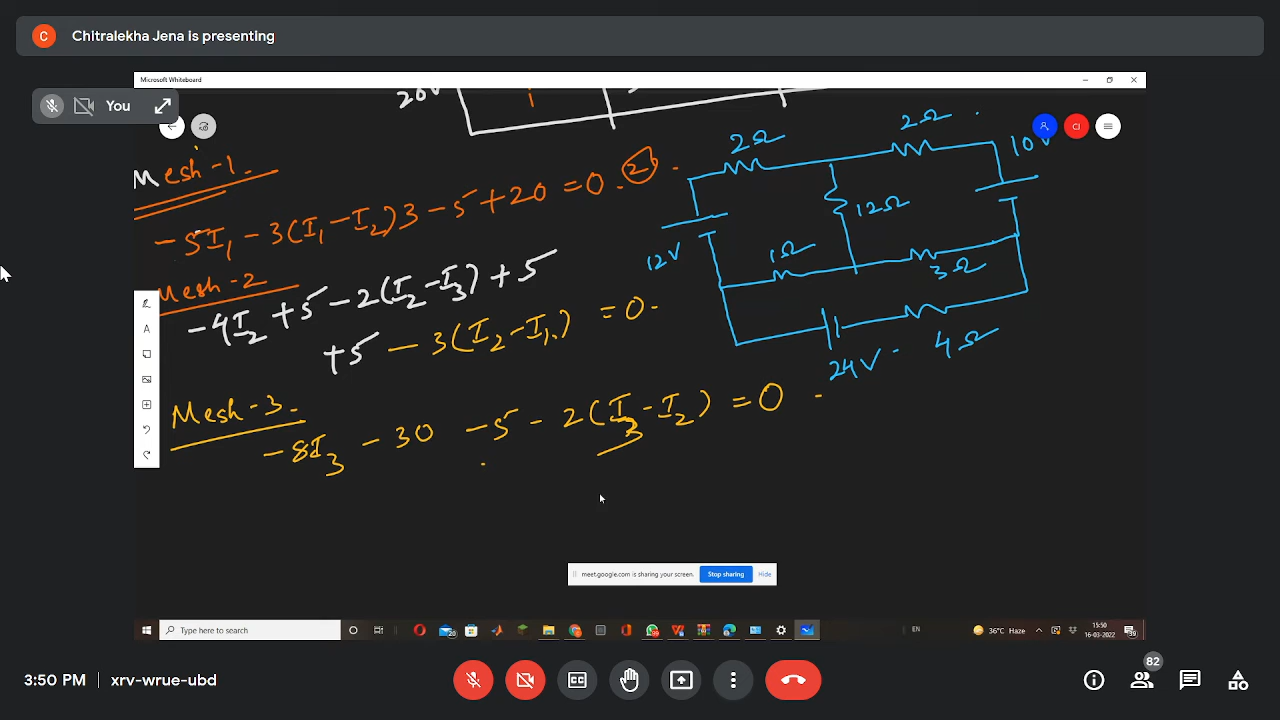 C Chitralekha Jena is presenting
Microsoft Whiteboard
You
20V
i
CI
Mesh-1.
-5I₁ - 3(I₁ - I₂)3 - 5 + 20 = 0. 2.
Mesh-2
-4I₂ + 5 - 2(I₂ - I₃) + 5
+5 - 3(I₂ - I₁.) = 0.
Mesh-3.
-8I₃ - 30 - 5 - 2(I₃ - I₂) = 0
2Ω
2Ω
10V
12Ω
12V
1Ω
3Ω
24V
4Ω
meet.google.com is sharing your screen. Stop sharing Hide
Type here to search
36°C Haze
EN
15:50
16-03-2022
3:50 PM | xrv-wrue-ubd
82